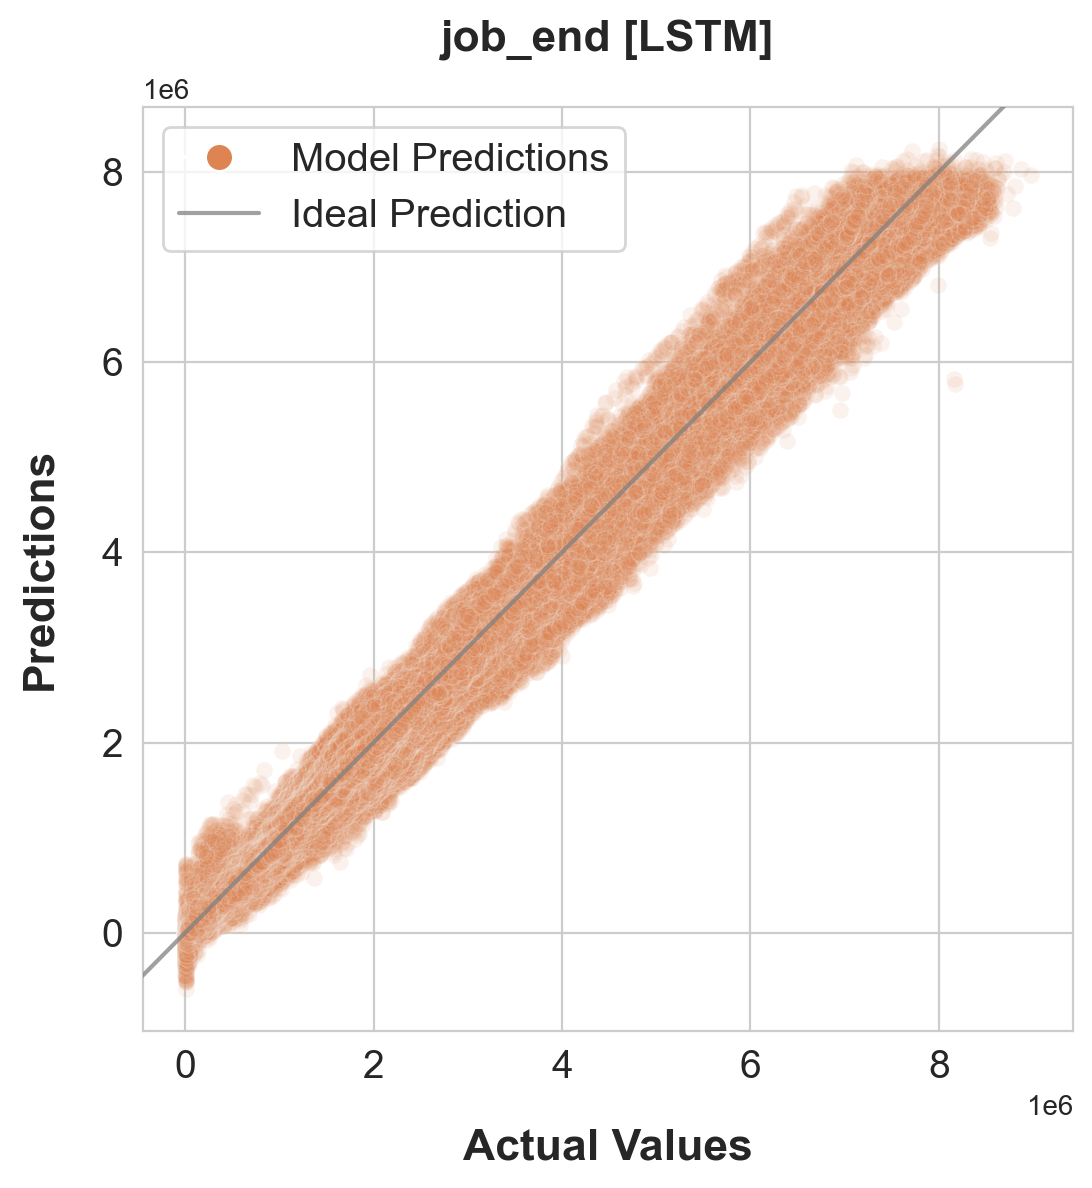 job_end [LSTM]
1e6
Model Predictions
Ideal Prediction
8
6
4
2
0
Predictions
0 2 4 6 8
1e6
Actual Values